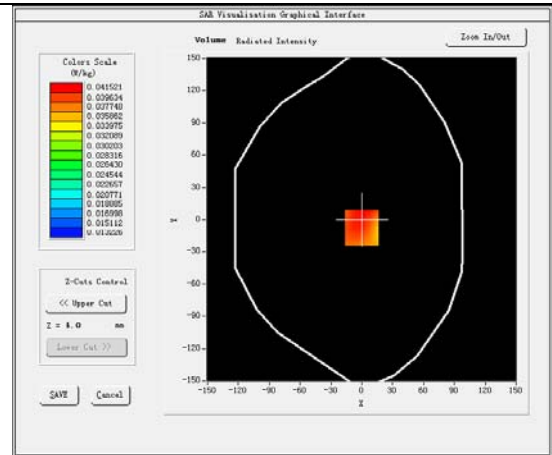 SAR Visualisation Graphical Interface
Volume Radiated Intensity
Zoom In/Out
Colors Scale
(W/kg)
0.041521
0.039634
0.037748
0.035862
0.033975
0.032089
0.030203
0.028316
0.026430
0.024544
0.022657
0.020771
0.018885
0.016998
0.015112
0.013226
Z-Cuts Control
<< Upper Cut
Z = 4.0 mm
Lower Cut >>
SAVE
Cancel
150
120
90
60
30
0
-30
-60
-90
-120
-150
Y
-150 -120 -90 -60 -30 0 30 60 90 120 150
X